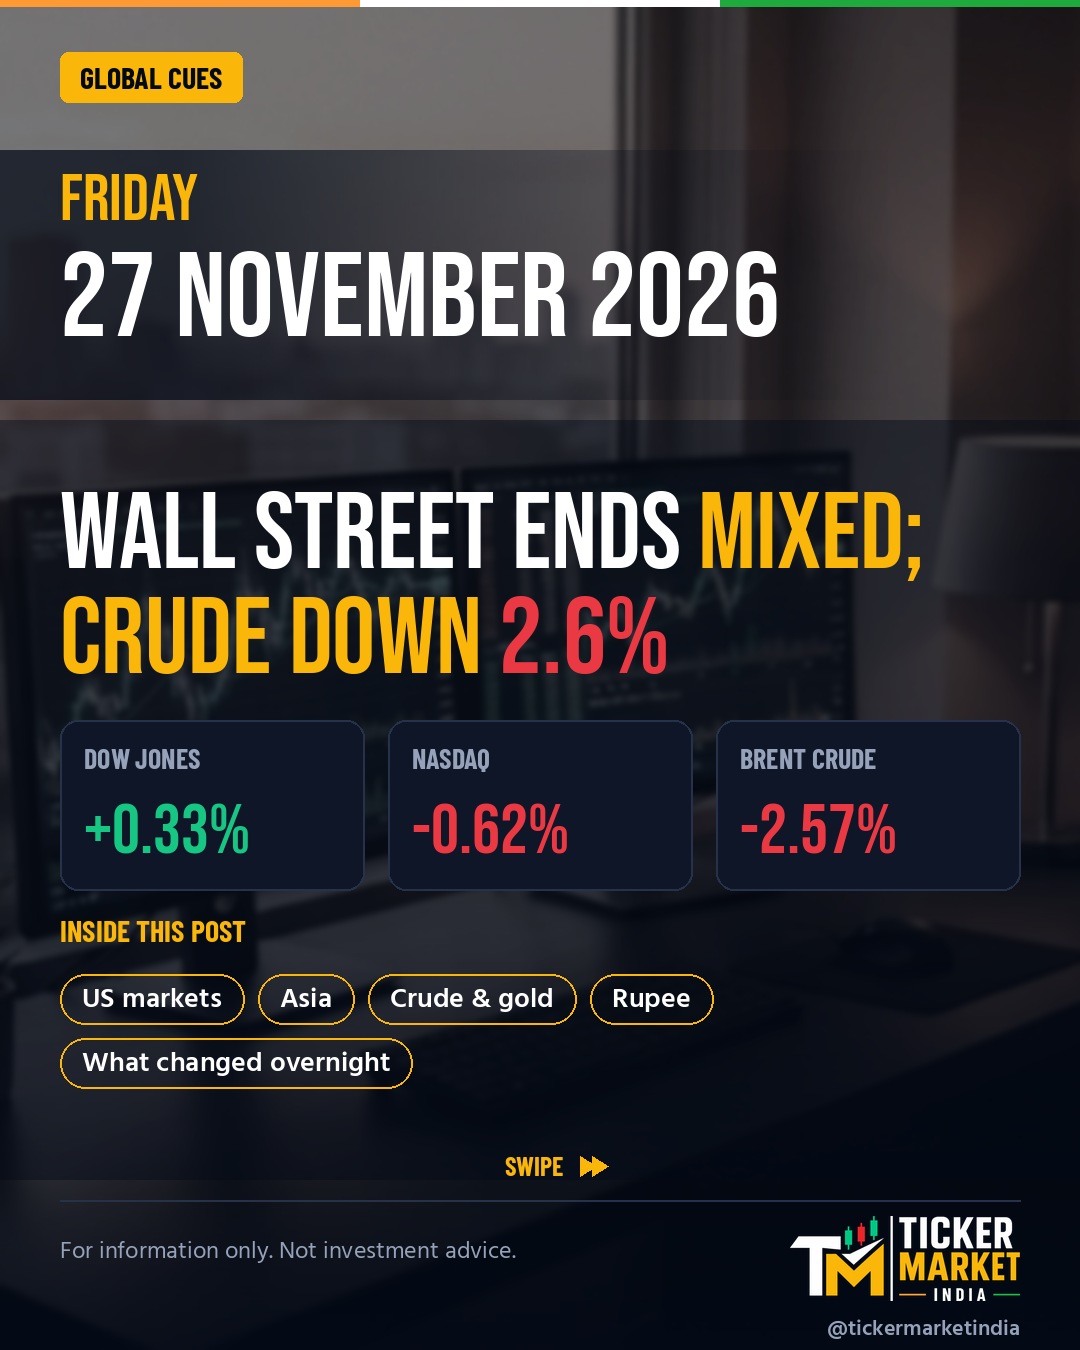 GLOBAL CUES
FRIDAY
27 NOVEMBER 2026
WALL STREET ENDS MIXED;
CRUDE DOWN 2.6%
DOW JONES
+0.33%
NASDAQ
-0.62%
BRENT CRUDE
-2.57%
INSIDE THIS POST
US markets
Asia
Crude & gold
Rupee
What changed overnight
SWIPE
For information only. Not investment advice.
TM
TICKER
MARKET
INDIA
@tickermarketindia